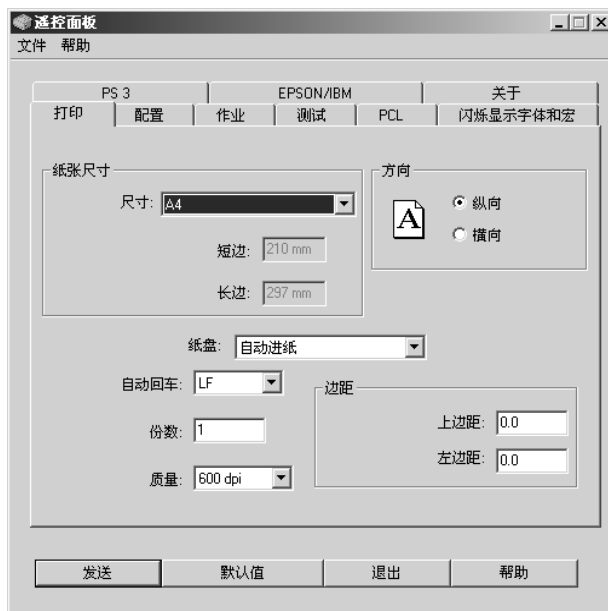 遥控面板
文件 帮助
PS 3 EPSON/IBM 关于
打印 配置 作业 测试 PCL 闪烁显示字体和宏
纸张尺寸
尺寸: A4
短边: 210 mm
长边: 297 mm
方向
A
纵向
横向
纸盘: 自动进纸
自动回车: LF
份数: 1
质量: 600 dpi
边距
上边距: 0.0
左边距: 0.0
发送 默认值 退出 帮助